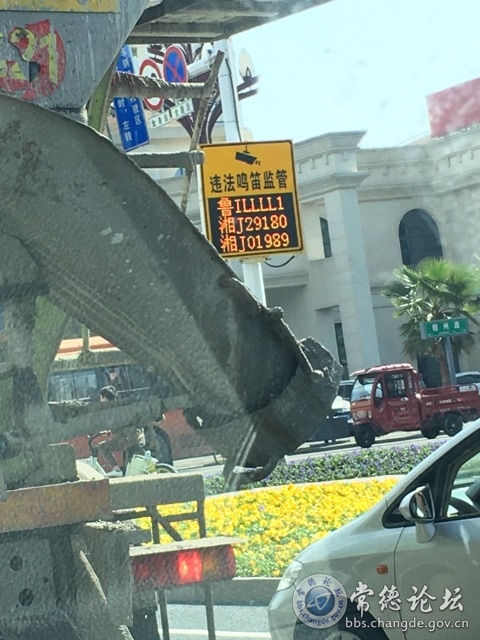 违法鸣笛监管
鲁ILLLL1
湘J29180
湘J01989
常德论坛
bbs.changde.gov.cn